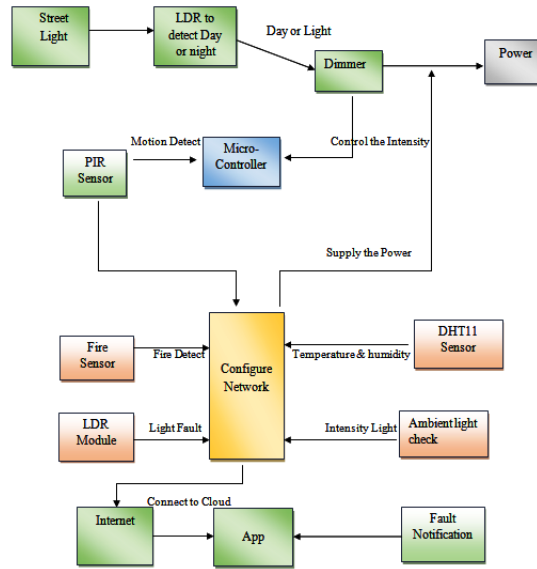 Street
Light
LDR to
detect Day
or night
Day or Light
Dimmer
Power
Motion Detect
Micro-
Controller
Control the Intensity
PIR
Sensor
Supply the Power
Fire
Sensor
Fire Detect
Configure
Network
Temperature & humidity
DHT11
Sensor
LDR
Module
Light Fault
Intensity Light
Ambient light
check
Connect to Cloud
Internet
App
Fault
Notification